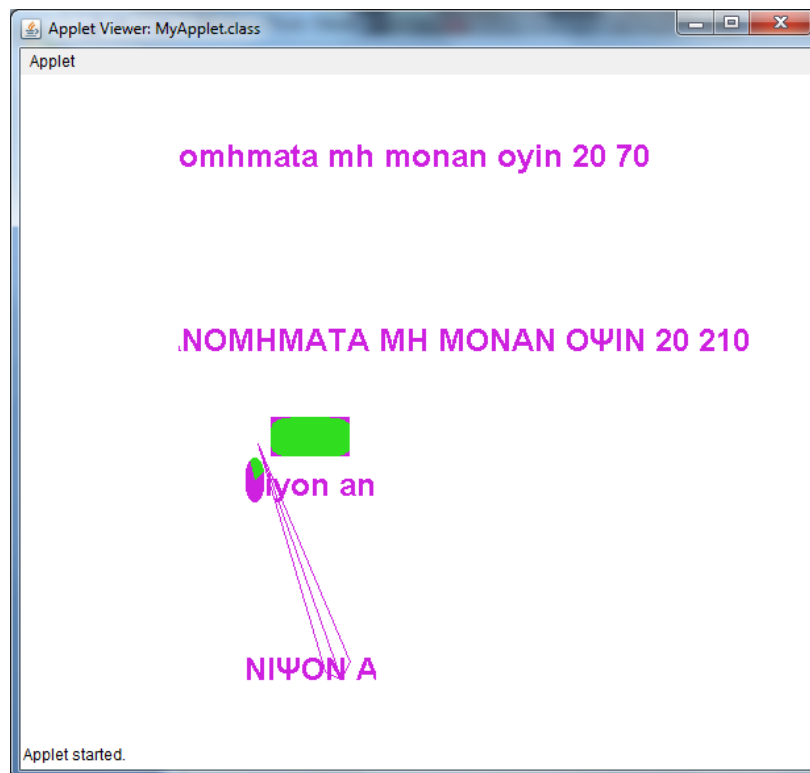 Applet Viewer: MyApplet.class
Applet
omhmata mh monan oyin 20 70
ΝΟΜΗΜΑΤΑ ΜΗ ΜΟΝΑΝ ΟΨΙΝ 20 210
iyon an
ΝΙΨΟΝ Α
Applet started.